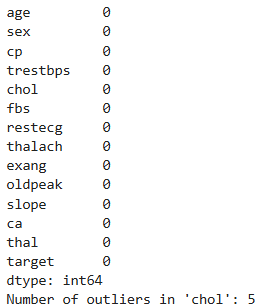 age 0
sex 0
cp 0
trestbps 0
chol 0
fbs 0
restecg 0
thalach 0
exang 0
oldpeak 0
slope 0
ca 0
thal 0
target 0
dtype: int64
Number of outliers in 'chol': 5